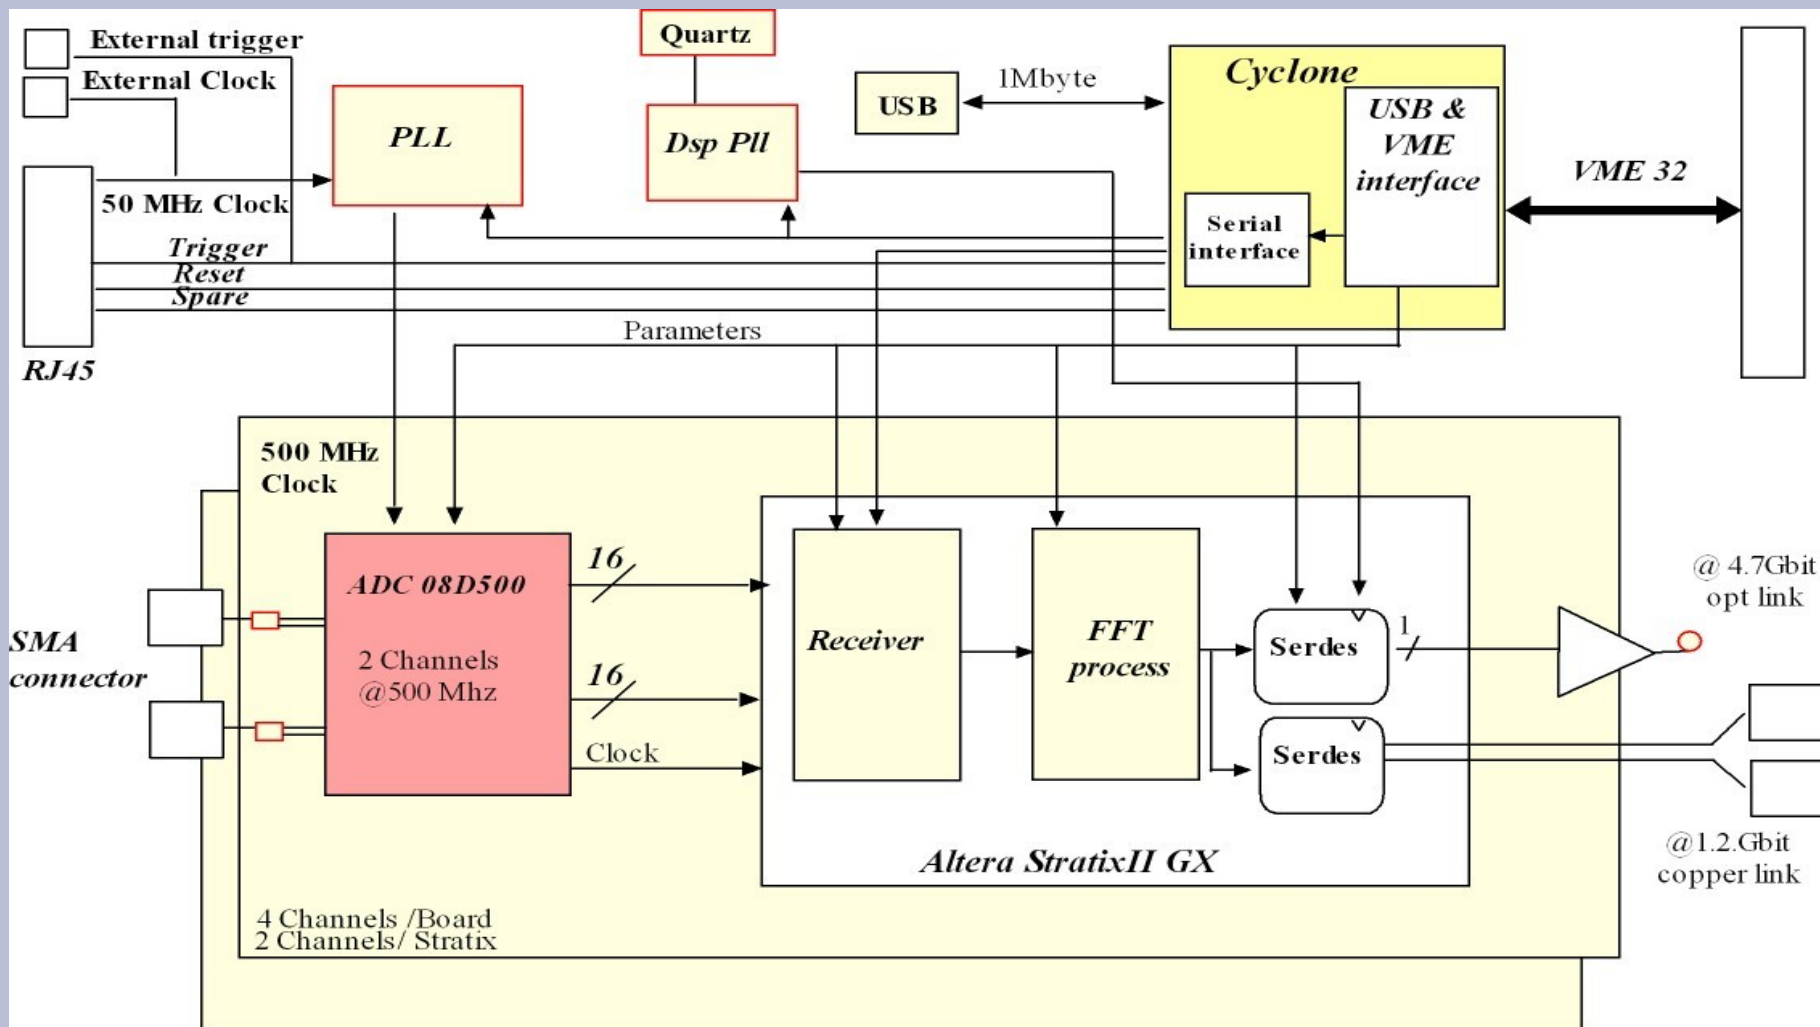 External trigger
External Clock
Quartz
Cyclone
1Mbyte
USB
USB &
VME
interface
PLL
Dsp Pll
VME 32
50 MHz Clock
Serial
interface
Trigger
Reset
Spare
Parameters
RJ45
500 MHz
Clock
16
ADC 08D500
@ 4.7Gbit
opt link
SMA
connector
2 Channels
@500 Mhz
16
Receiver
FFT
process
Serdes
1
Clock
Serdes
@1.2.Gbit
copper link
Altera StratixII GX
4 Channels /Board
2 Channels/ Stratix